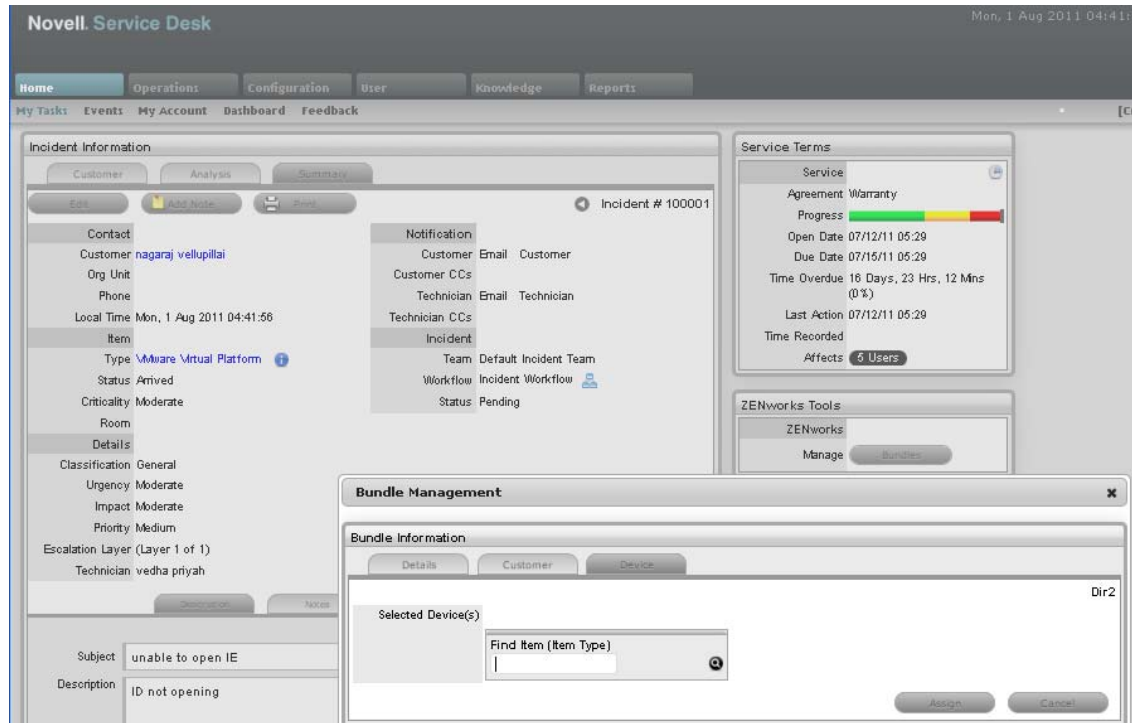 Novell. Service Desk
Mon, 1 Aug 2011 04:41:
Home Operations Configuration User Knowledge Reports
My Tasks Events My Account Dashboard Feedback
Incident Information
Customer Analysis Summary
Edit Add Note Print
Incident # 100001
Contact
Customer nagaraj vellupillai
Org Unit
Phone
Local Time Mon, 1 Aug 2011 04:41:56
Item
Type VMware Virtual Platform
Status Arrived
Criticality Moderate
Room
Details
Classification General
Urgency Moderate
Impact Moderate
Priority Medium
Escalation Layer (Layer 1 of 1)
Technician vedha priyah
Notification
Customer Email Customer
Customer CCs
Technician Email Technician
Technician CCs
Incident
Team Default Incident Team
Workflow Incident Workflow
Status Pending
Description Notes
Subject unable to open IE
Description ID not opening
Service Terms
Service
Agreement Warranty
Progress
Open Date 07/12/11 05:29
Due Date 07/15/11 05:29
Time Overdue 16 Days, 23 Hrs, 12 Mins
(0%)
Last Action 07/12/11 05:29
Time Recorded
Affects 5 Users
ZENworks Tools
ZENworks
Manage Bundles
Bundle Management
Bundle Information
Details Customer Device
Dir2
Selected Device(s)
Find Item (Item Type)
Assign Cancel